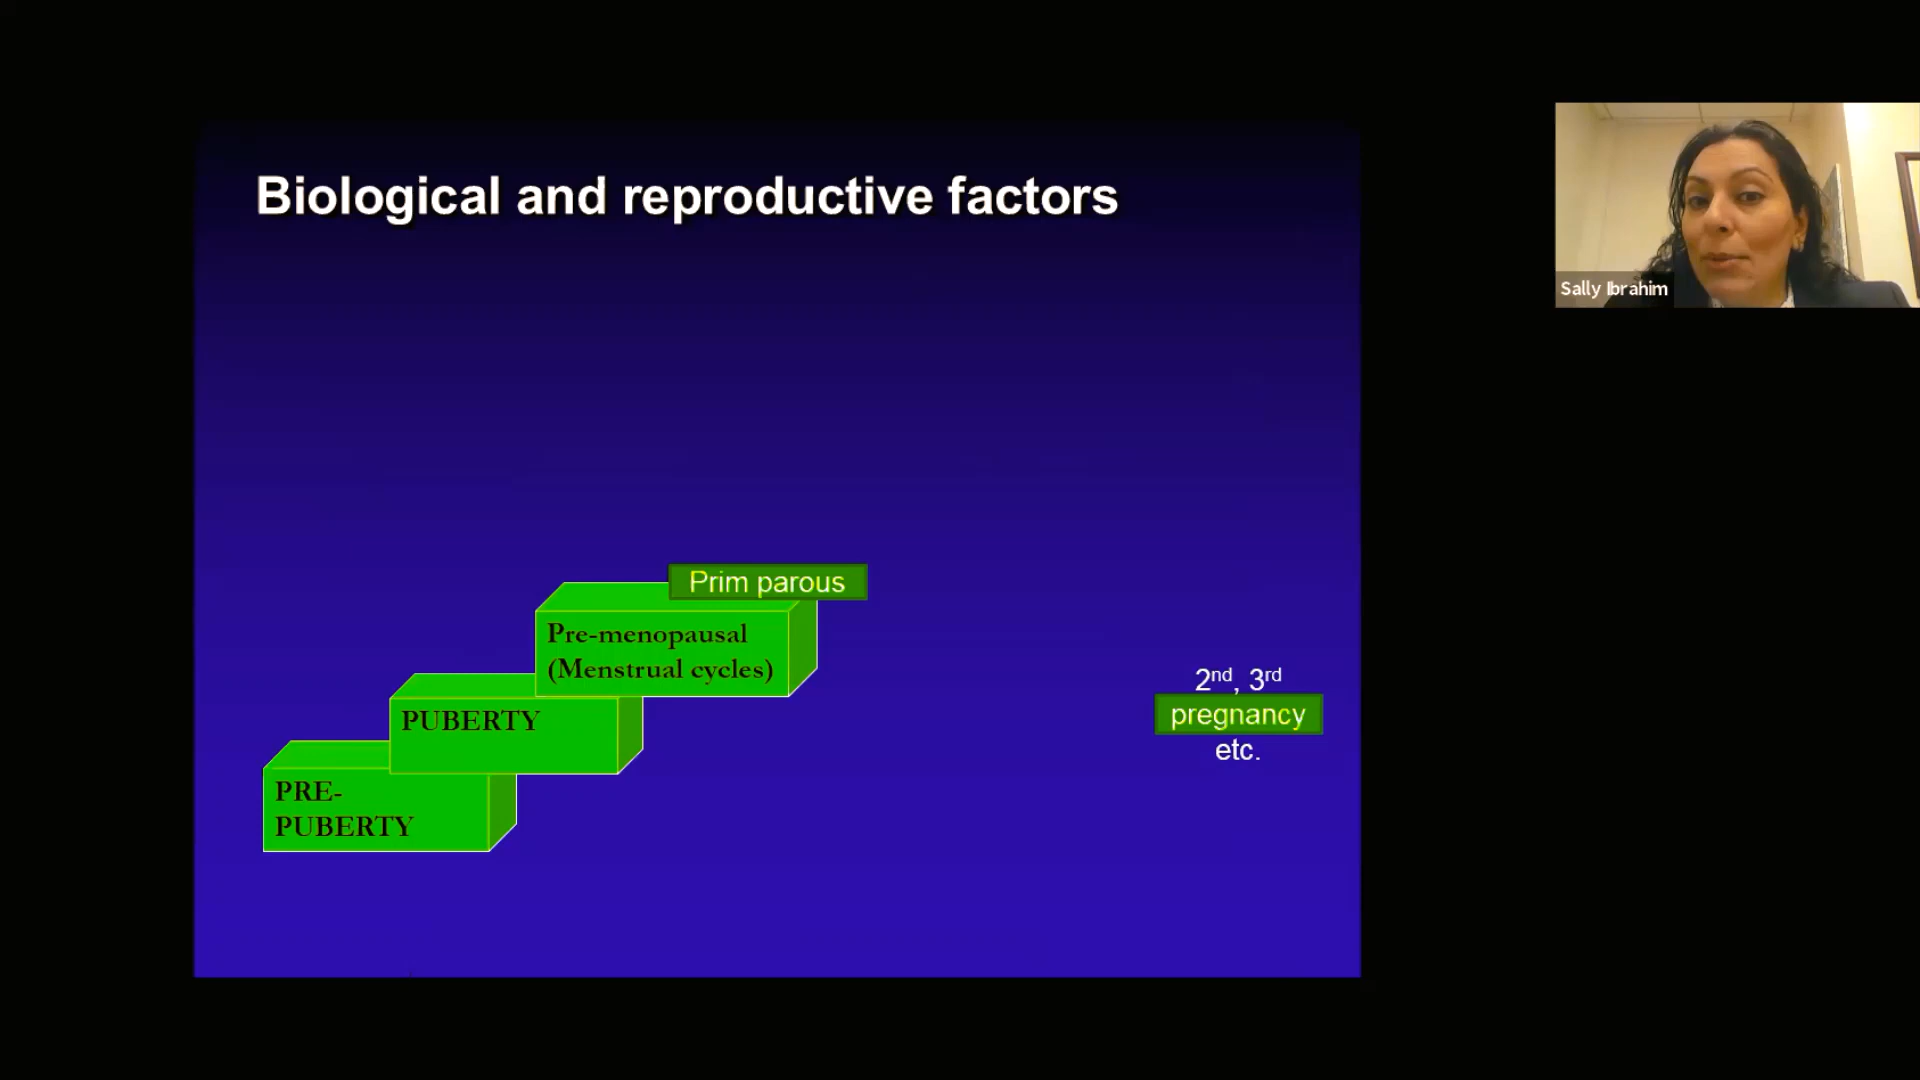 Biological and reproductive factors
Sally Ibrahim
Prim parous
Pre-menopausal
(Menstrual cycles)
PUBERTY
PRE-
PUBERTY
2nd, 3rd
pregnancy
etc.